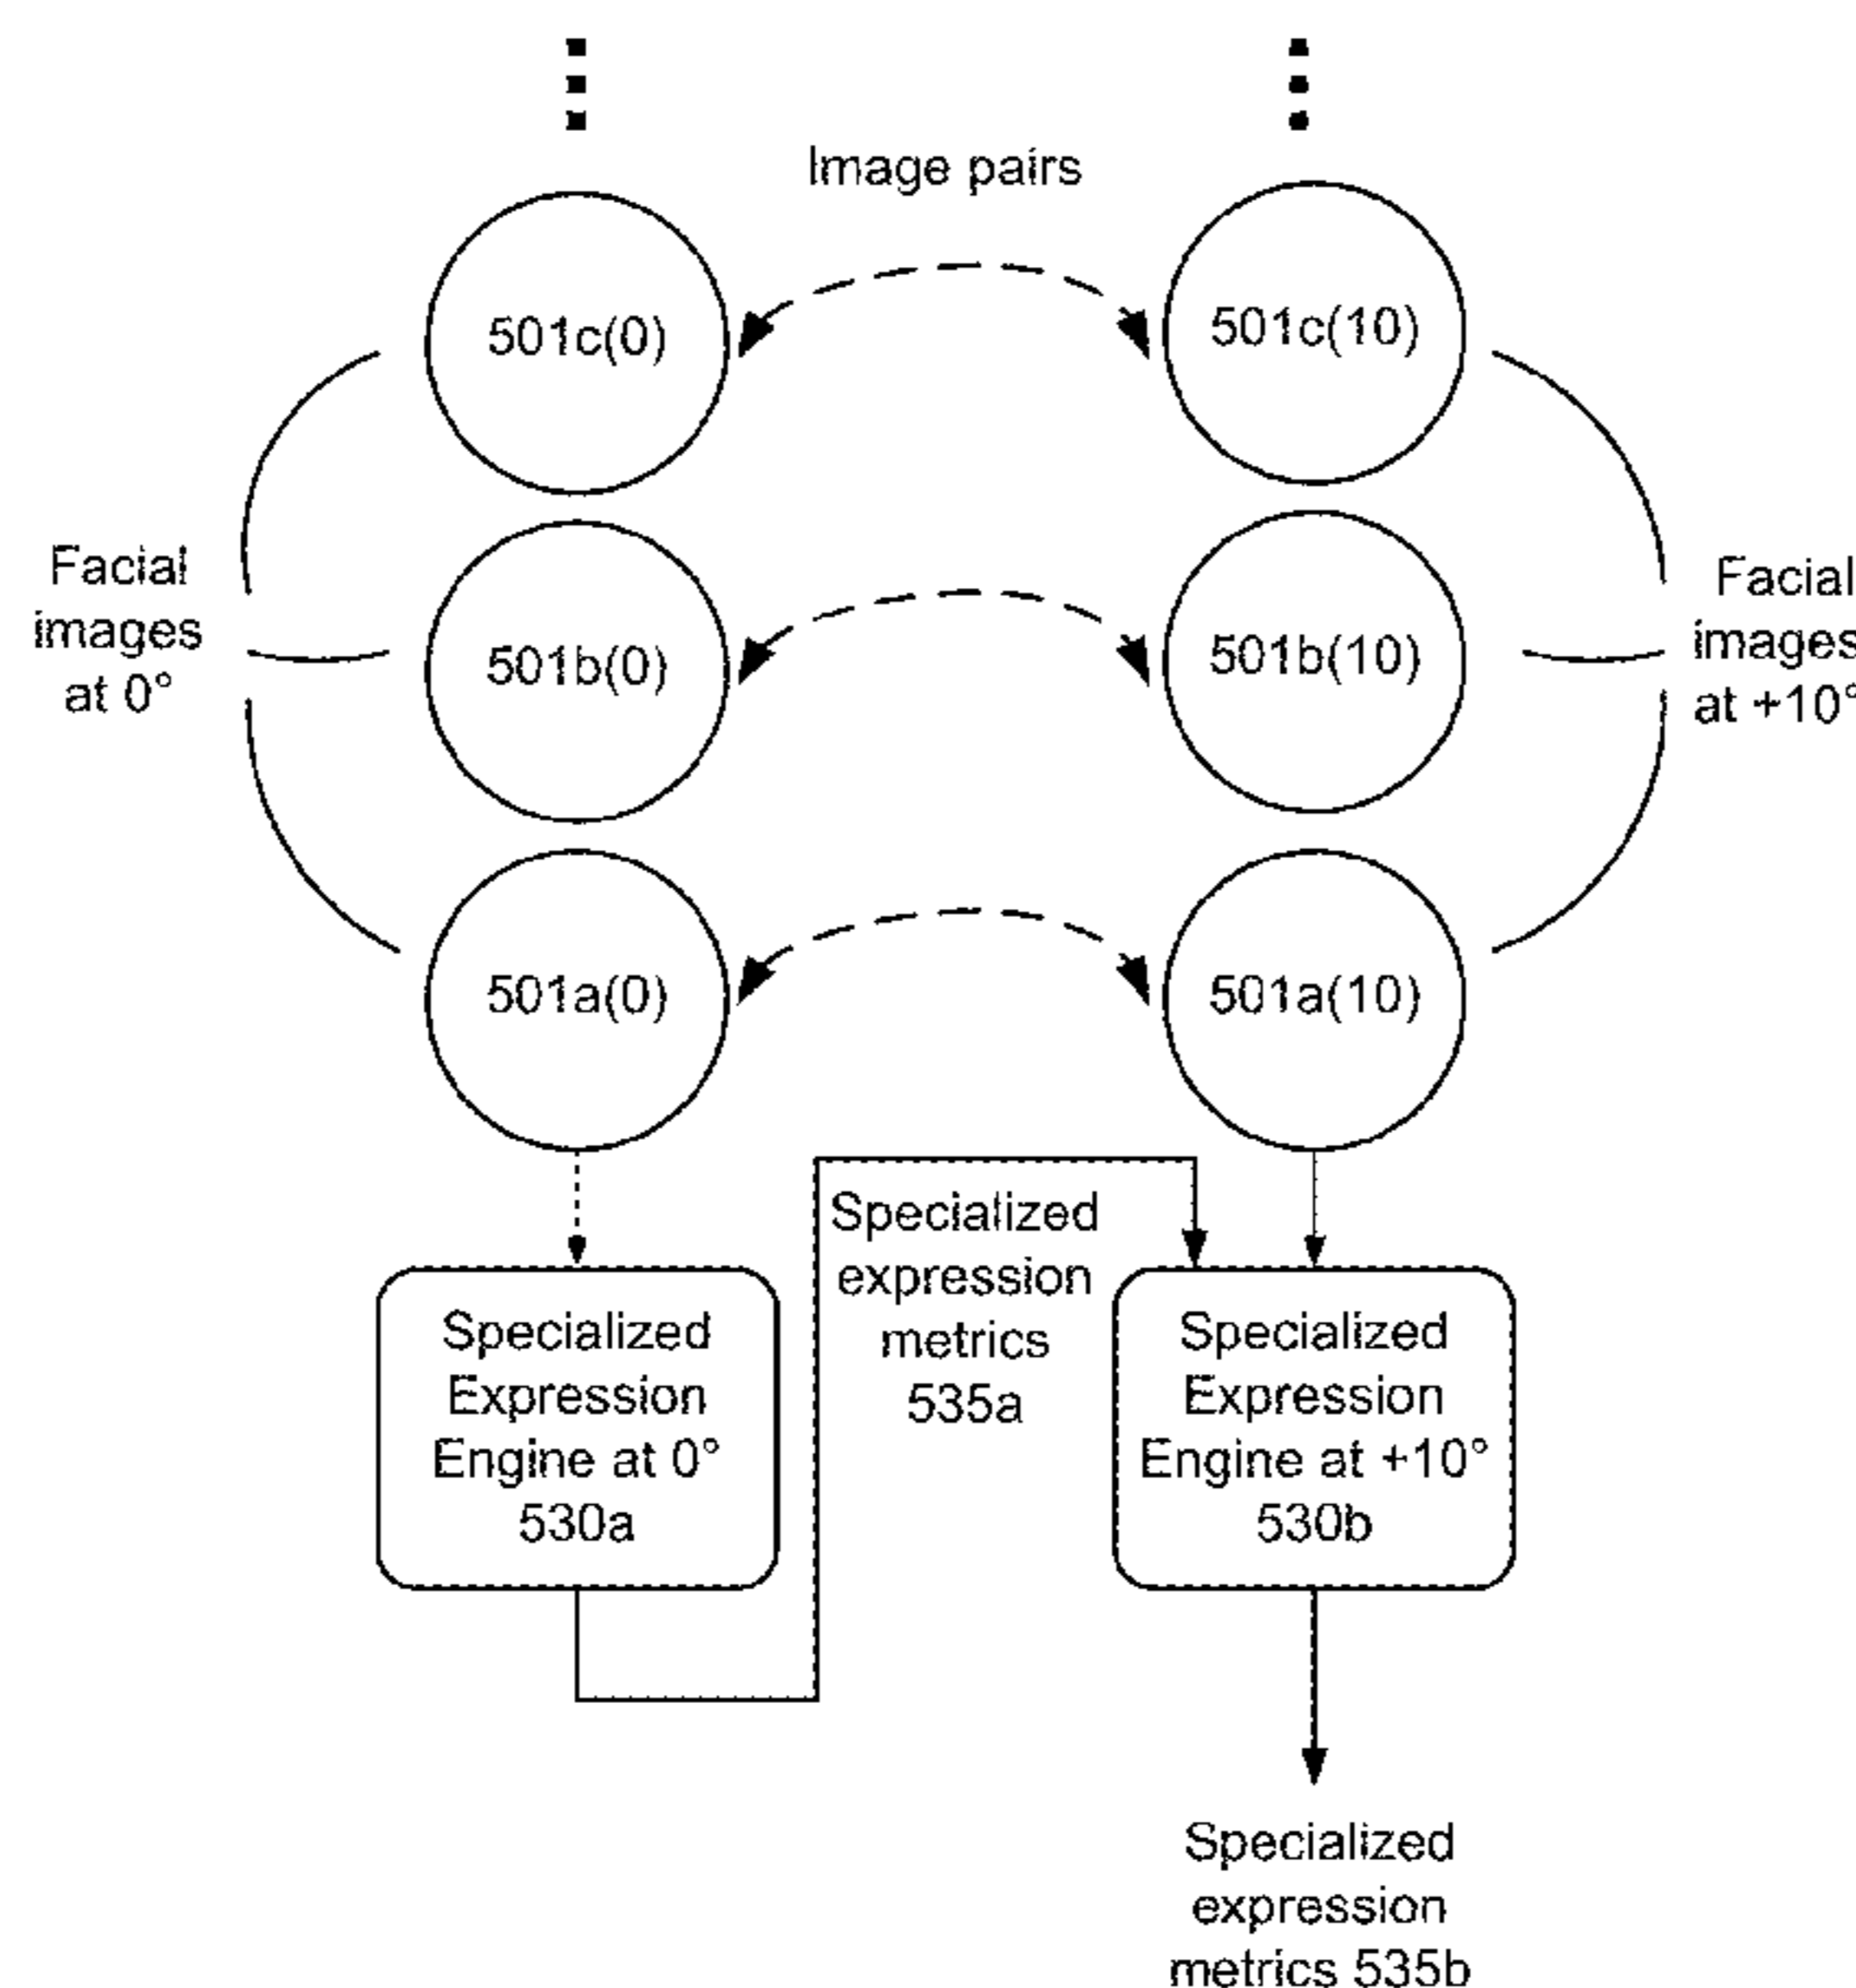 Image pairs
501c(0)
501c(10)
Facial
images
at 0°
501b(0)
501b(10)
Facial
images
at +10°
501a(0)
501a(10)
Specialized
expression
metrics
535a
Specialized
Expression
Engine at 0°
530a
Specialized
Expression
Engine at +10°
530b
Specialized
expression
metrics 535b